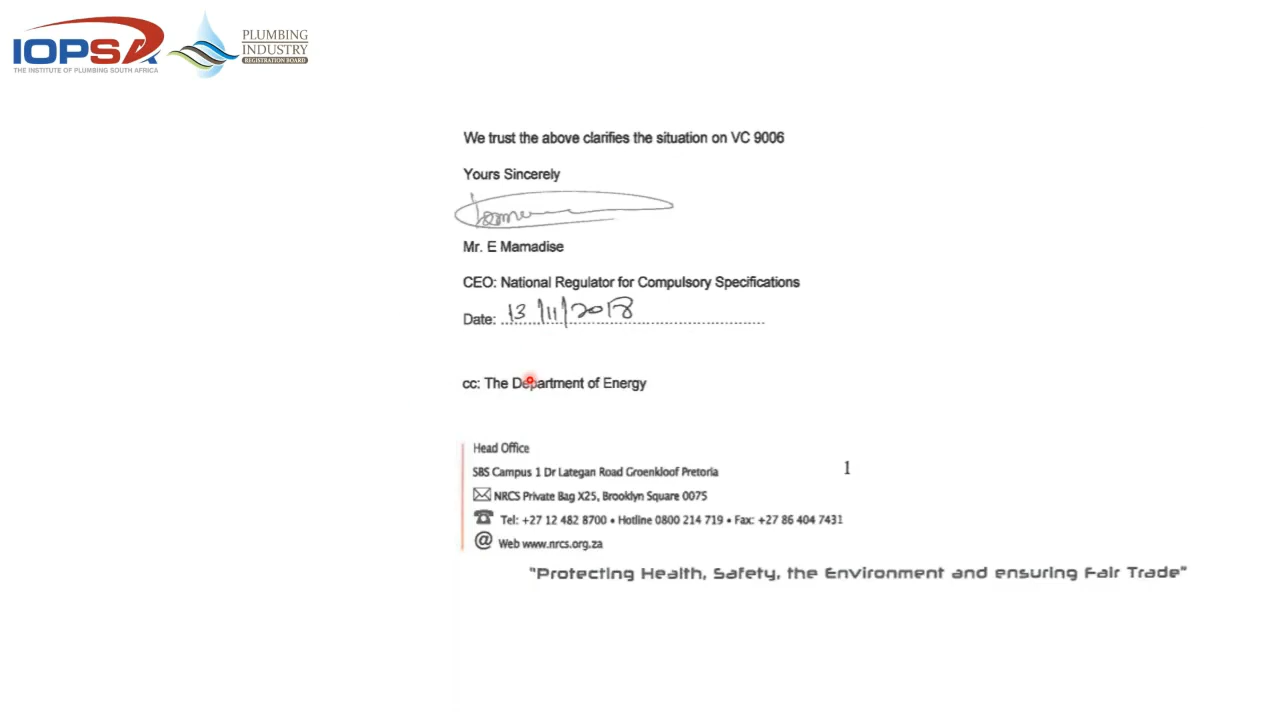 IOPSA
THE INSTITUTE OF PLUMBING SOUTH AFRICA
PLUMBING
INDUSTRY
REGISTRATION BOARD
We trust the above clarifies the situation on VC 9006
Yours Sincerely
Mr. E Mamadise
CEO: National Regulator for Compulsory Specifications
Date: 13/11/2018
cc: The Department of Energy
Head Office
SBS Campus 1 Dr Lategan Road Groenkloof Pretoria
1
NRCS Private Bag X25, Brooklyn Square 0075
Tel: +27 12 482 8700 • Hotline 0800 214 719 • Fax: +27 86 404 7431
@ Web www.nrcs.org.za
"Protecting Health, Safety, the Environment and ensuring Fair Trade"